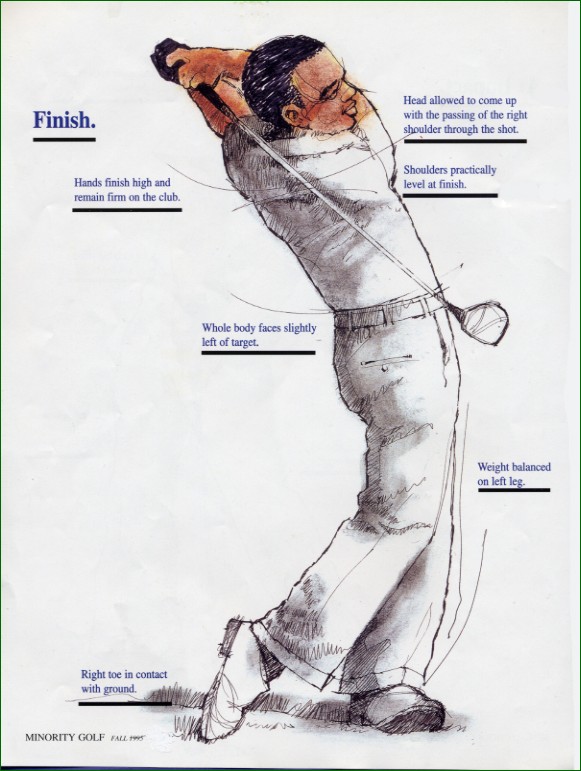 Finish.
Head allowed to come up
with the passing of the right
shoulder through the shot.
Shoulders practically
level at finish.
Hands finish high and
remain firm on the club.
Whole body faces slightly
left of target.
Weight balanced
on left leg.
Right toe in contact
with ground.
MINORITY GOLF FALL 1995